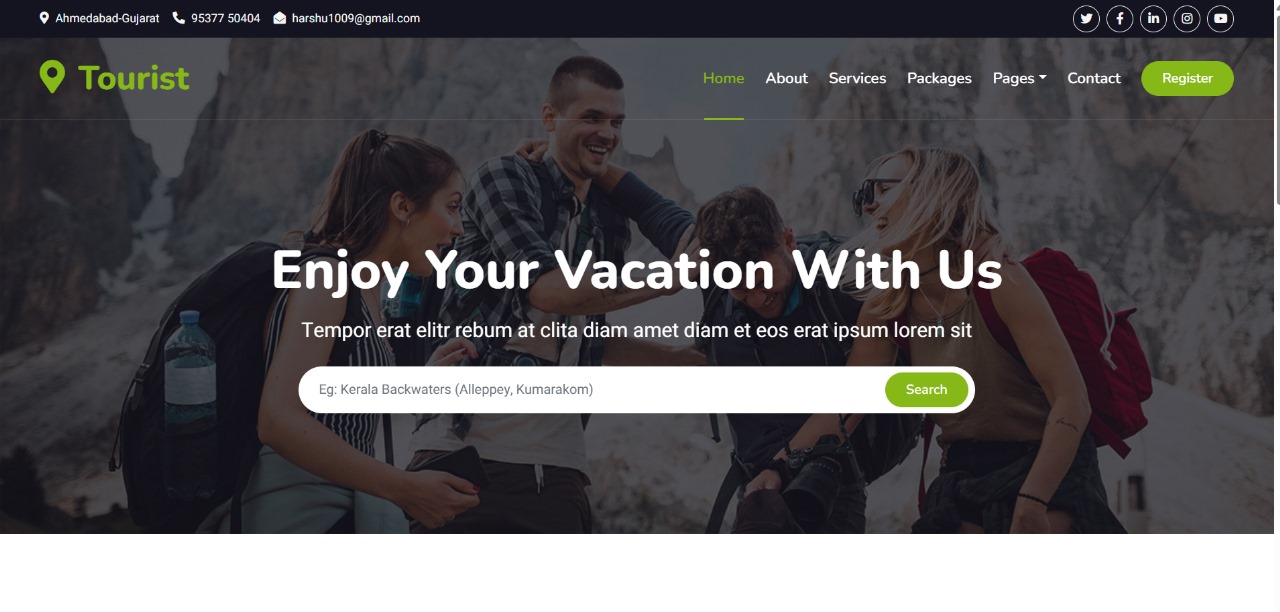 Ahmedabad-Gujarat 95377 50404 harshu1009@gmail.com
Tourist
Home About Services Packages Pages Contact Register
Enjoy Your Vacation With Us
Tempor erat elitr rebum at clita diam amet diam et eos erat ipsum lorem sit
Eg: Kerala Backwaters (Alleppey, Kumarakom) Search